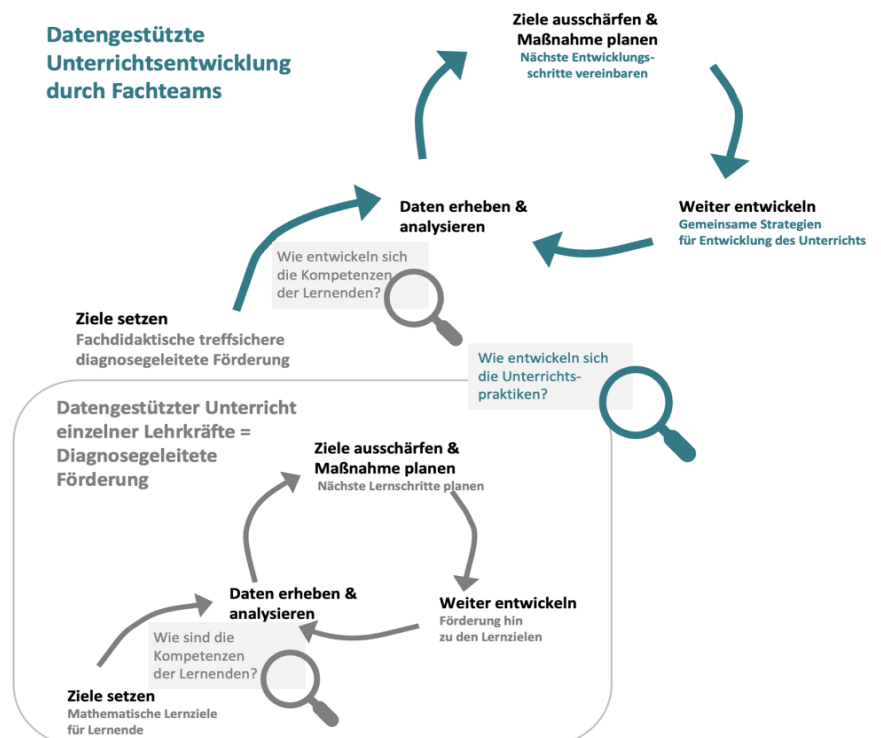 Datengestützte
Unterrichtsentwicklung
durch Fachteams
Ziele ausschärfen &
Maßnahme planen
Nächste Entwicklungs-
schritte vereinbaren
Daten erheben &
analysieren
Weiter entwickeln
Gemeinsame Strategien
für Entwicklung des Unterrichts
Wie entwickeln sich
die Kompetenzen
der Lernenden?
Ziele setzen
Fachdidaktische treffsichere
diagnosegeleitete Förderung
Wie entwickeln sich
die Unterrichts-
praktiken?
Datengestützter Unterricht
einzelner Lehrkräfte =
Diagnosegeleitete
Förderung
Ziele ausschärfen &
Maßnahme planen
Nächste Lernschritte planen
Daten erheben &
analysieren
Weiter entwickeln
Förderung hin
zu den Lernzielen
Wie sind die
Kompetenzen
der Lernenden?
Ziele setzen
Mathematische Lernziele
für Lernende